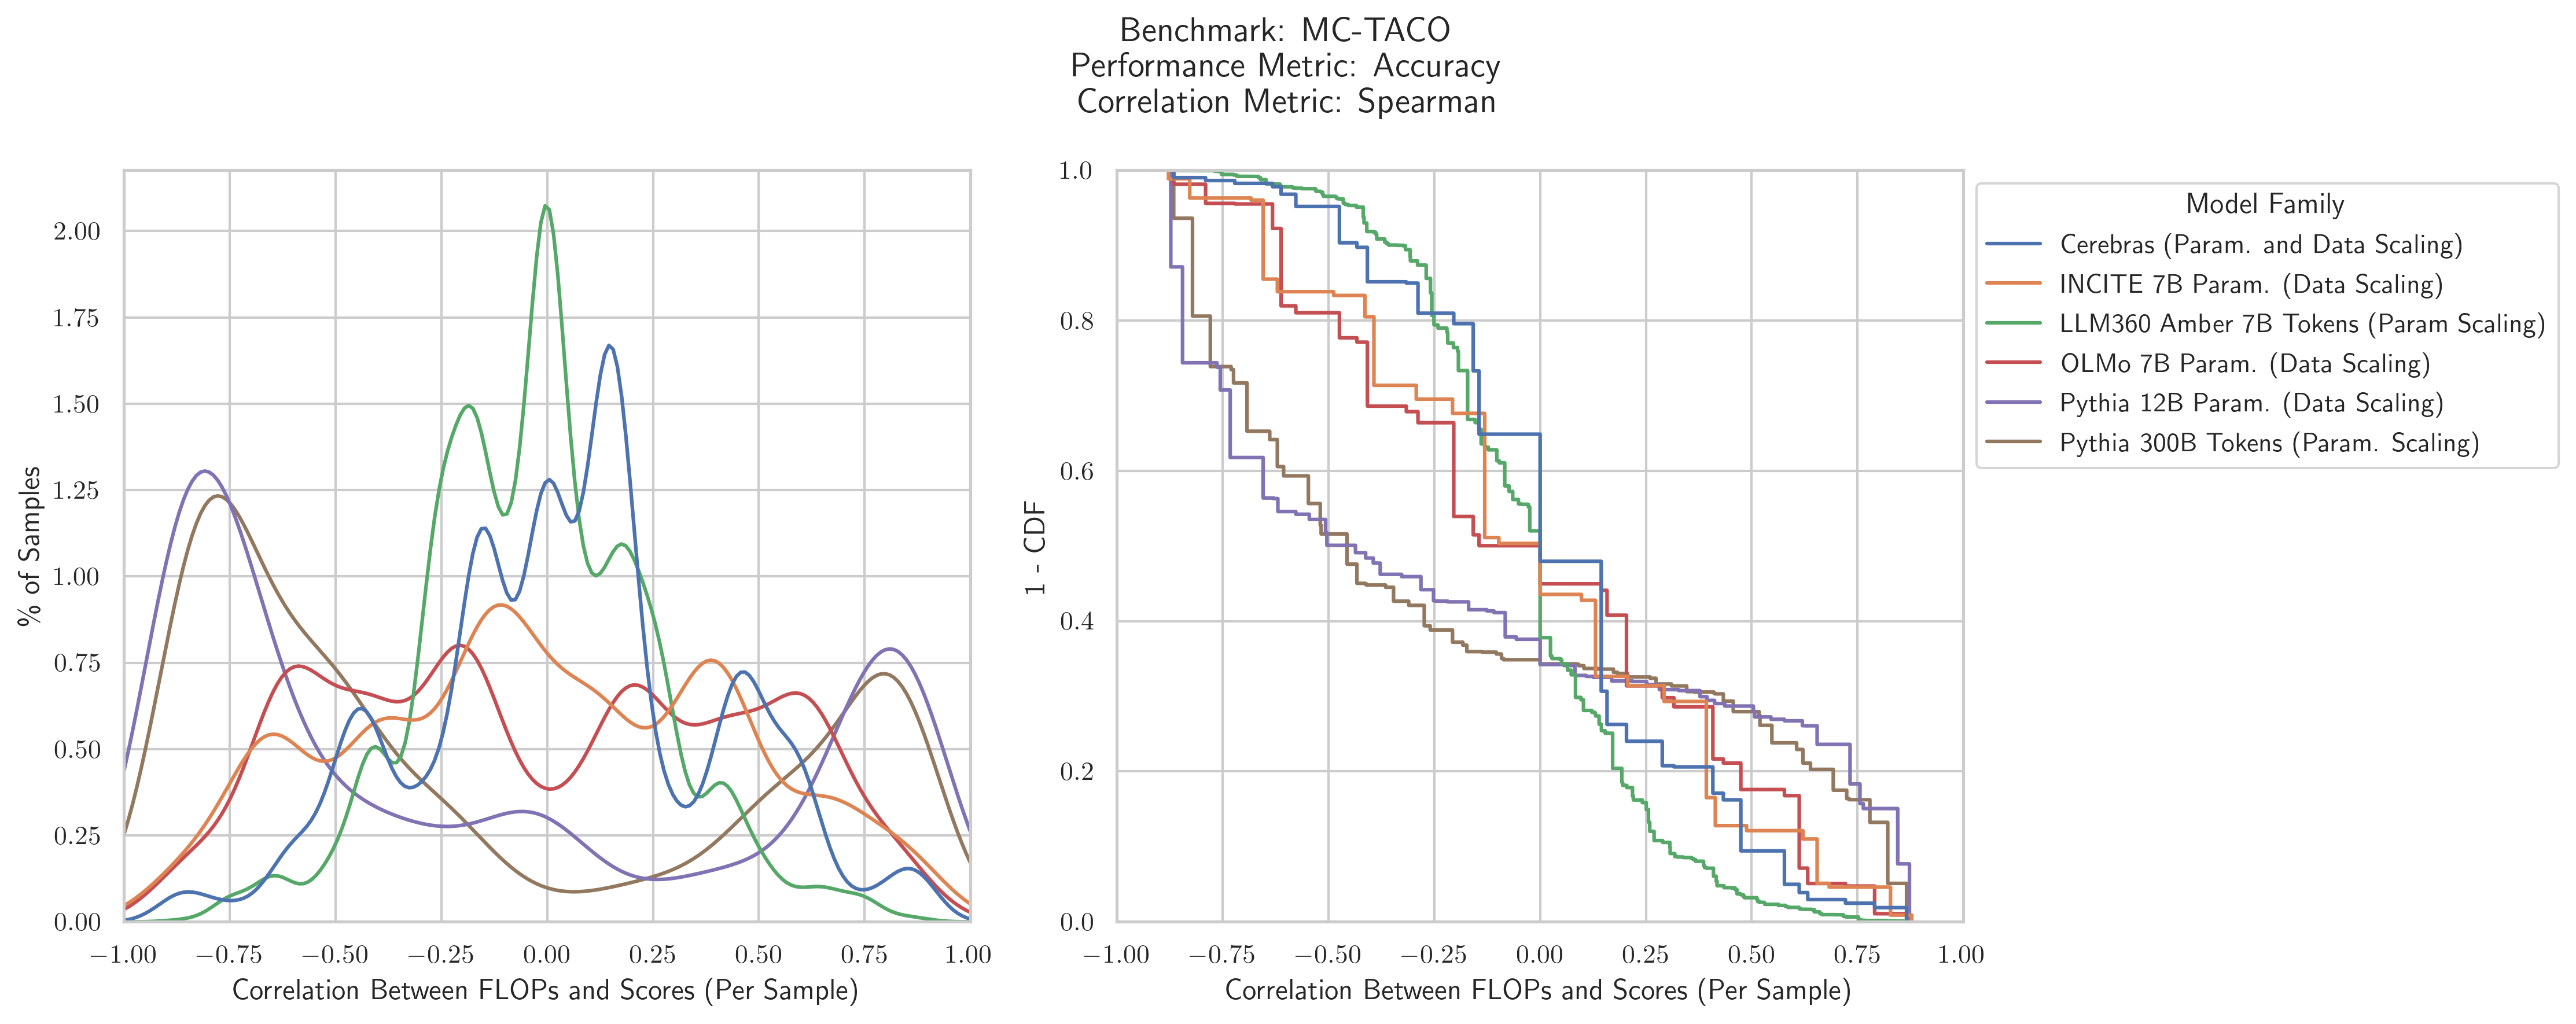 Benchmark: MC-TACO
Performance Metric: Accuracy
Correlation Metric: Spearman
% of Samples
2.00
1.75
1.50
1.25
1.00
0.75
0.50
0.25
0.00
−1.00 −0.75 −0.50 −0.25 0.00 0.25 0.50 0.75 1.00
Correlation Between FLOPs and Scores (Per Sample)
1 - CDF
1.0
0.8
0.6
0.4
0.2
0.0
−1.00 −0.75 −0.50 −0.25 0.00 0.25 0.50 0.75 1.00
Correlation Between FLOPs and Scores (Per Sample)
Model Family
Cerebras (Param. and Data Scaling)
INCITE 7B Param. (Data Scaling)
LLM360 Amber 7B Tokens (Param Scaling)
OLMo 7B Param. (Data Scaling)
Pythia 12B Param. (Data Scaling)
Pythia 300B Tokens (Param. Scaling)